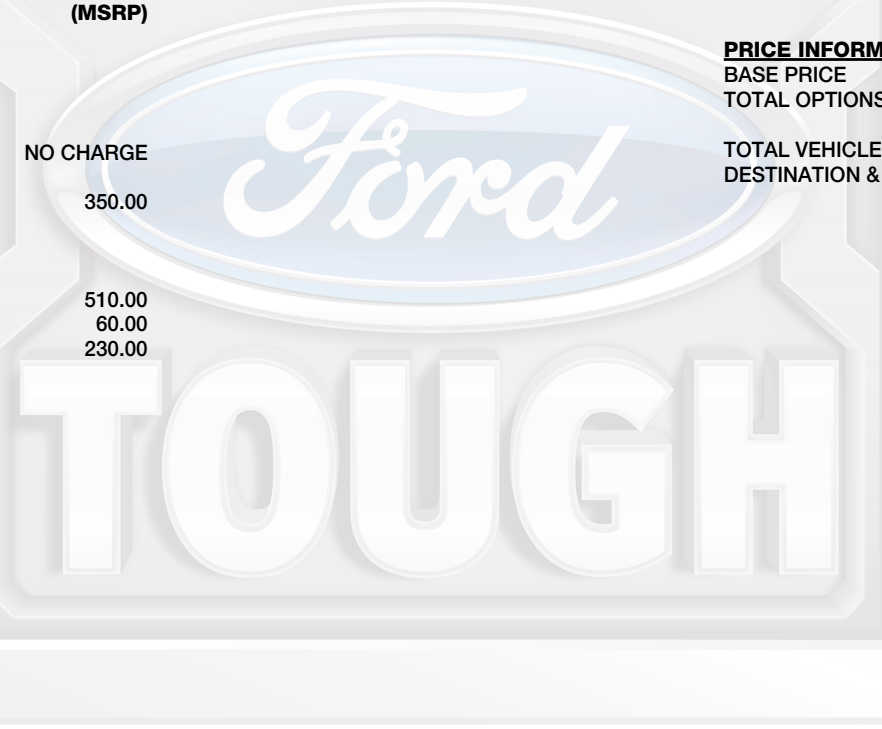 (MSRP)
NO CHARGE
350.00
510.00
60.00
230.00
PRICE INFORM
BASE PRICE
TOTAL OPTIONS
TOTAL VEHICLE
DESTINATION &
Ford
TOUGH